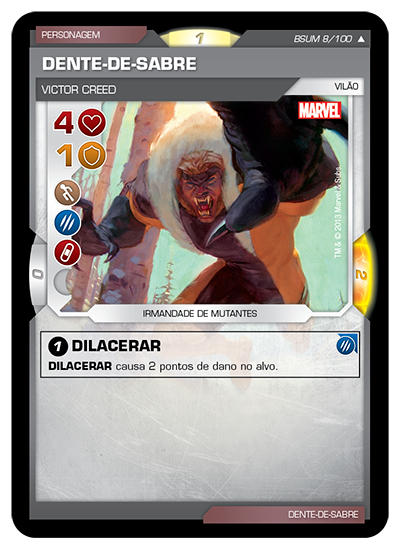 PERSONAGEM
1
BSUM 8/100 ▲
DENTE-DE-SABRE
VICTOR CREED
VILÃO
4
MARVEL
1
TM & © 2013 Marvel & Subs.
0
2
IRMANDADE DE MUTANTES
1 DILACERAR
DILACERAR causa 2 pontos de dano no alvo.
DENTE-DE-SABRE